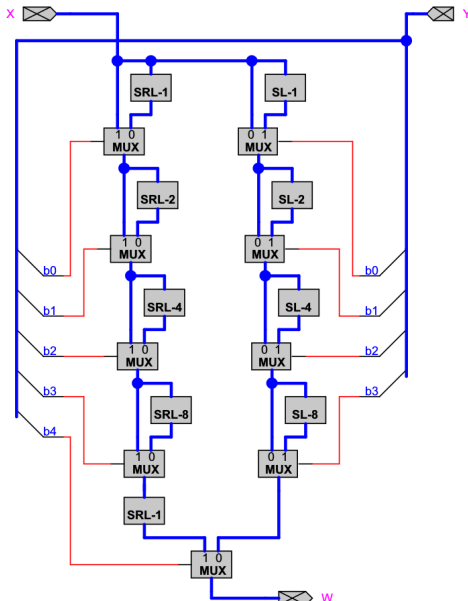 X Y
SRL-1 SL-1
1 0 0 1
MUX MUX
SRL-2 SL-2
1 0 0 1
MUX MUX
b0 b0
SRL-4 SL-4
b1 b1
1 0 0 1
b2 MUX MUX b2
b3 SRL-8 SL-8 b3
b4
1 0 0 1
MUX MUX
SRL-1
1 0
MUX
W